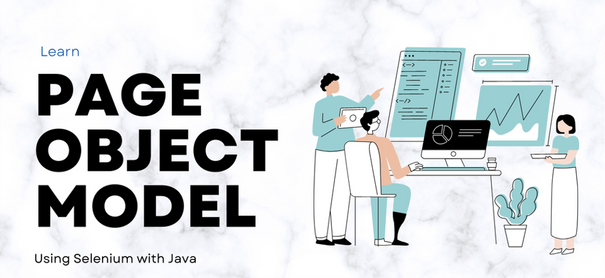 Learn
PAGE
OBJECT
MODEL
Using Selenium with Java